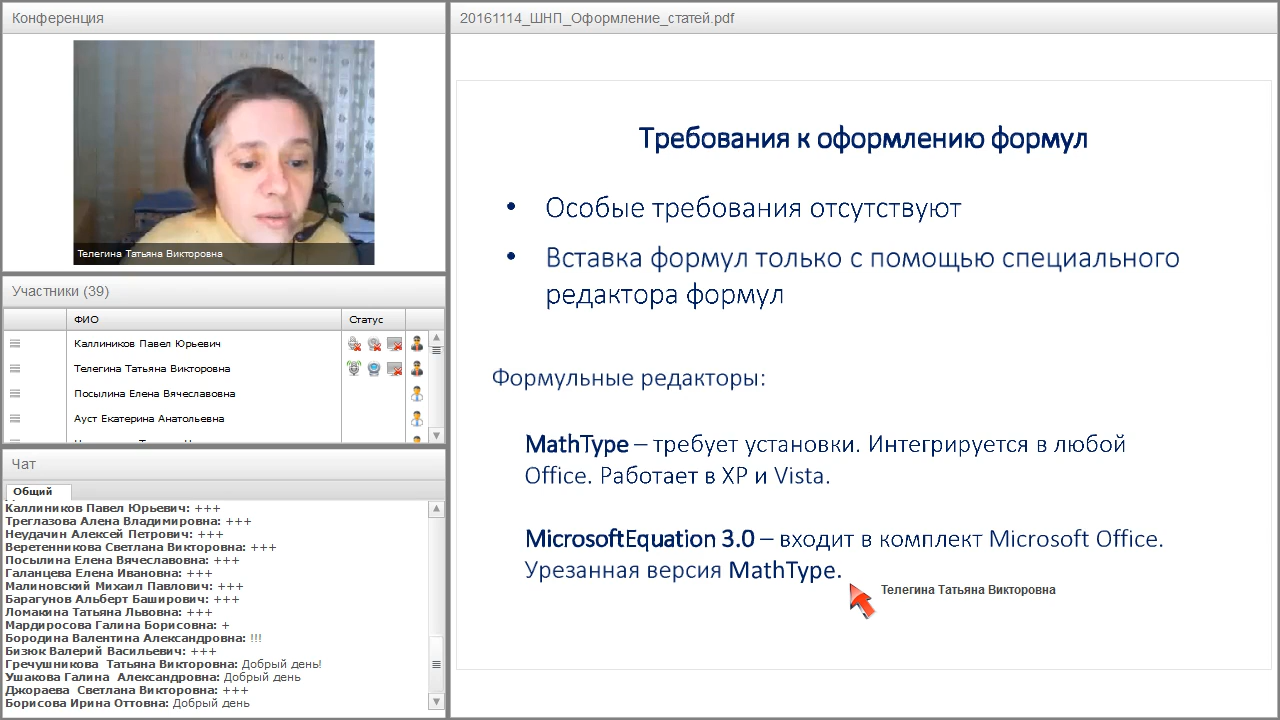 Конференция
Телегина Татьяна Викторовна
Участники (39)
ФИО Статус
Каллиников Павел Юрьевич
Телегина Татьяна Викторовна
Посылина Елена Вячеславовна
Ауст Екатерина Анатольевна
Чат
Общий
Каллиников Павел Юрьевич: +++
Треглазова Алена Владимировна: +++
Неудачин Алексей Петрович: +++
Веретенникова Светлана Викторовна: +++
Посылина Елена Вячеславовна: +++
Галанцева Елена Ивановна: +++
Малиновский Михаил Павлович: +++
Барагунов Альберт Баширович: +++
Ломакина Татьяна Львовна: +++
Мардиросова Галина Борисовна: +
Бородина Валентина Александровна: !!!
Бизюк Валерий Васильевич: +++
Гречушникова Татьяна Викторовна: Добрый день!
Ушакова Галина Александровна: Добрый день
Джораева Светлана Викторовна: +++
Борисова Ирина Оттовна: Добрый день
20161114_ШНП_Оформление_статей.pdf
Требования к оформлению формул
• Особые требования отсутствуют
• Вставка формул только с помощью специального
редактора формул
Формульные редакторы:
MathType – требует установки. Интегрируется в любой
Office. Работает в XP и Vista.
MicrosoftEquation 3.0 – входит в комплект Microsoft Office.
Урезанная версия MathType.
Телегина Татьяна Викторовна